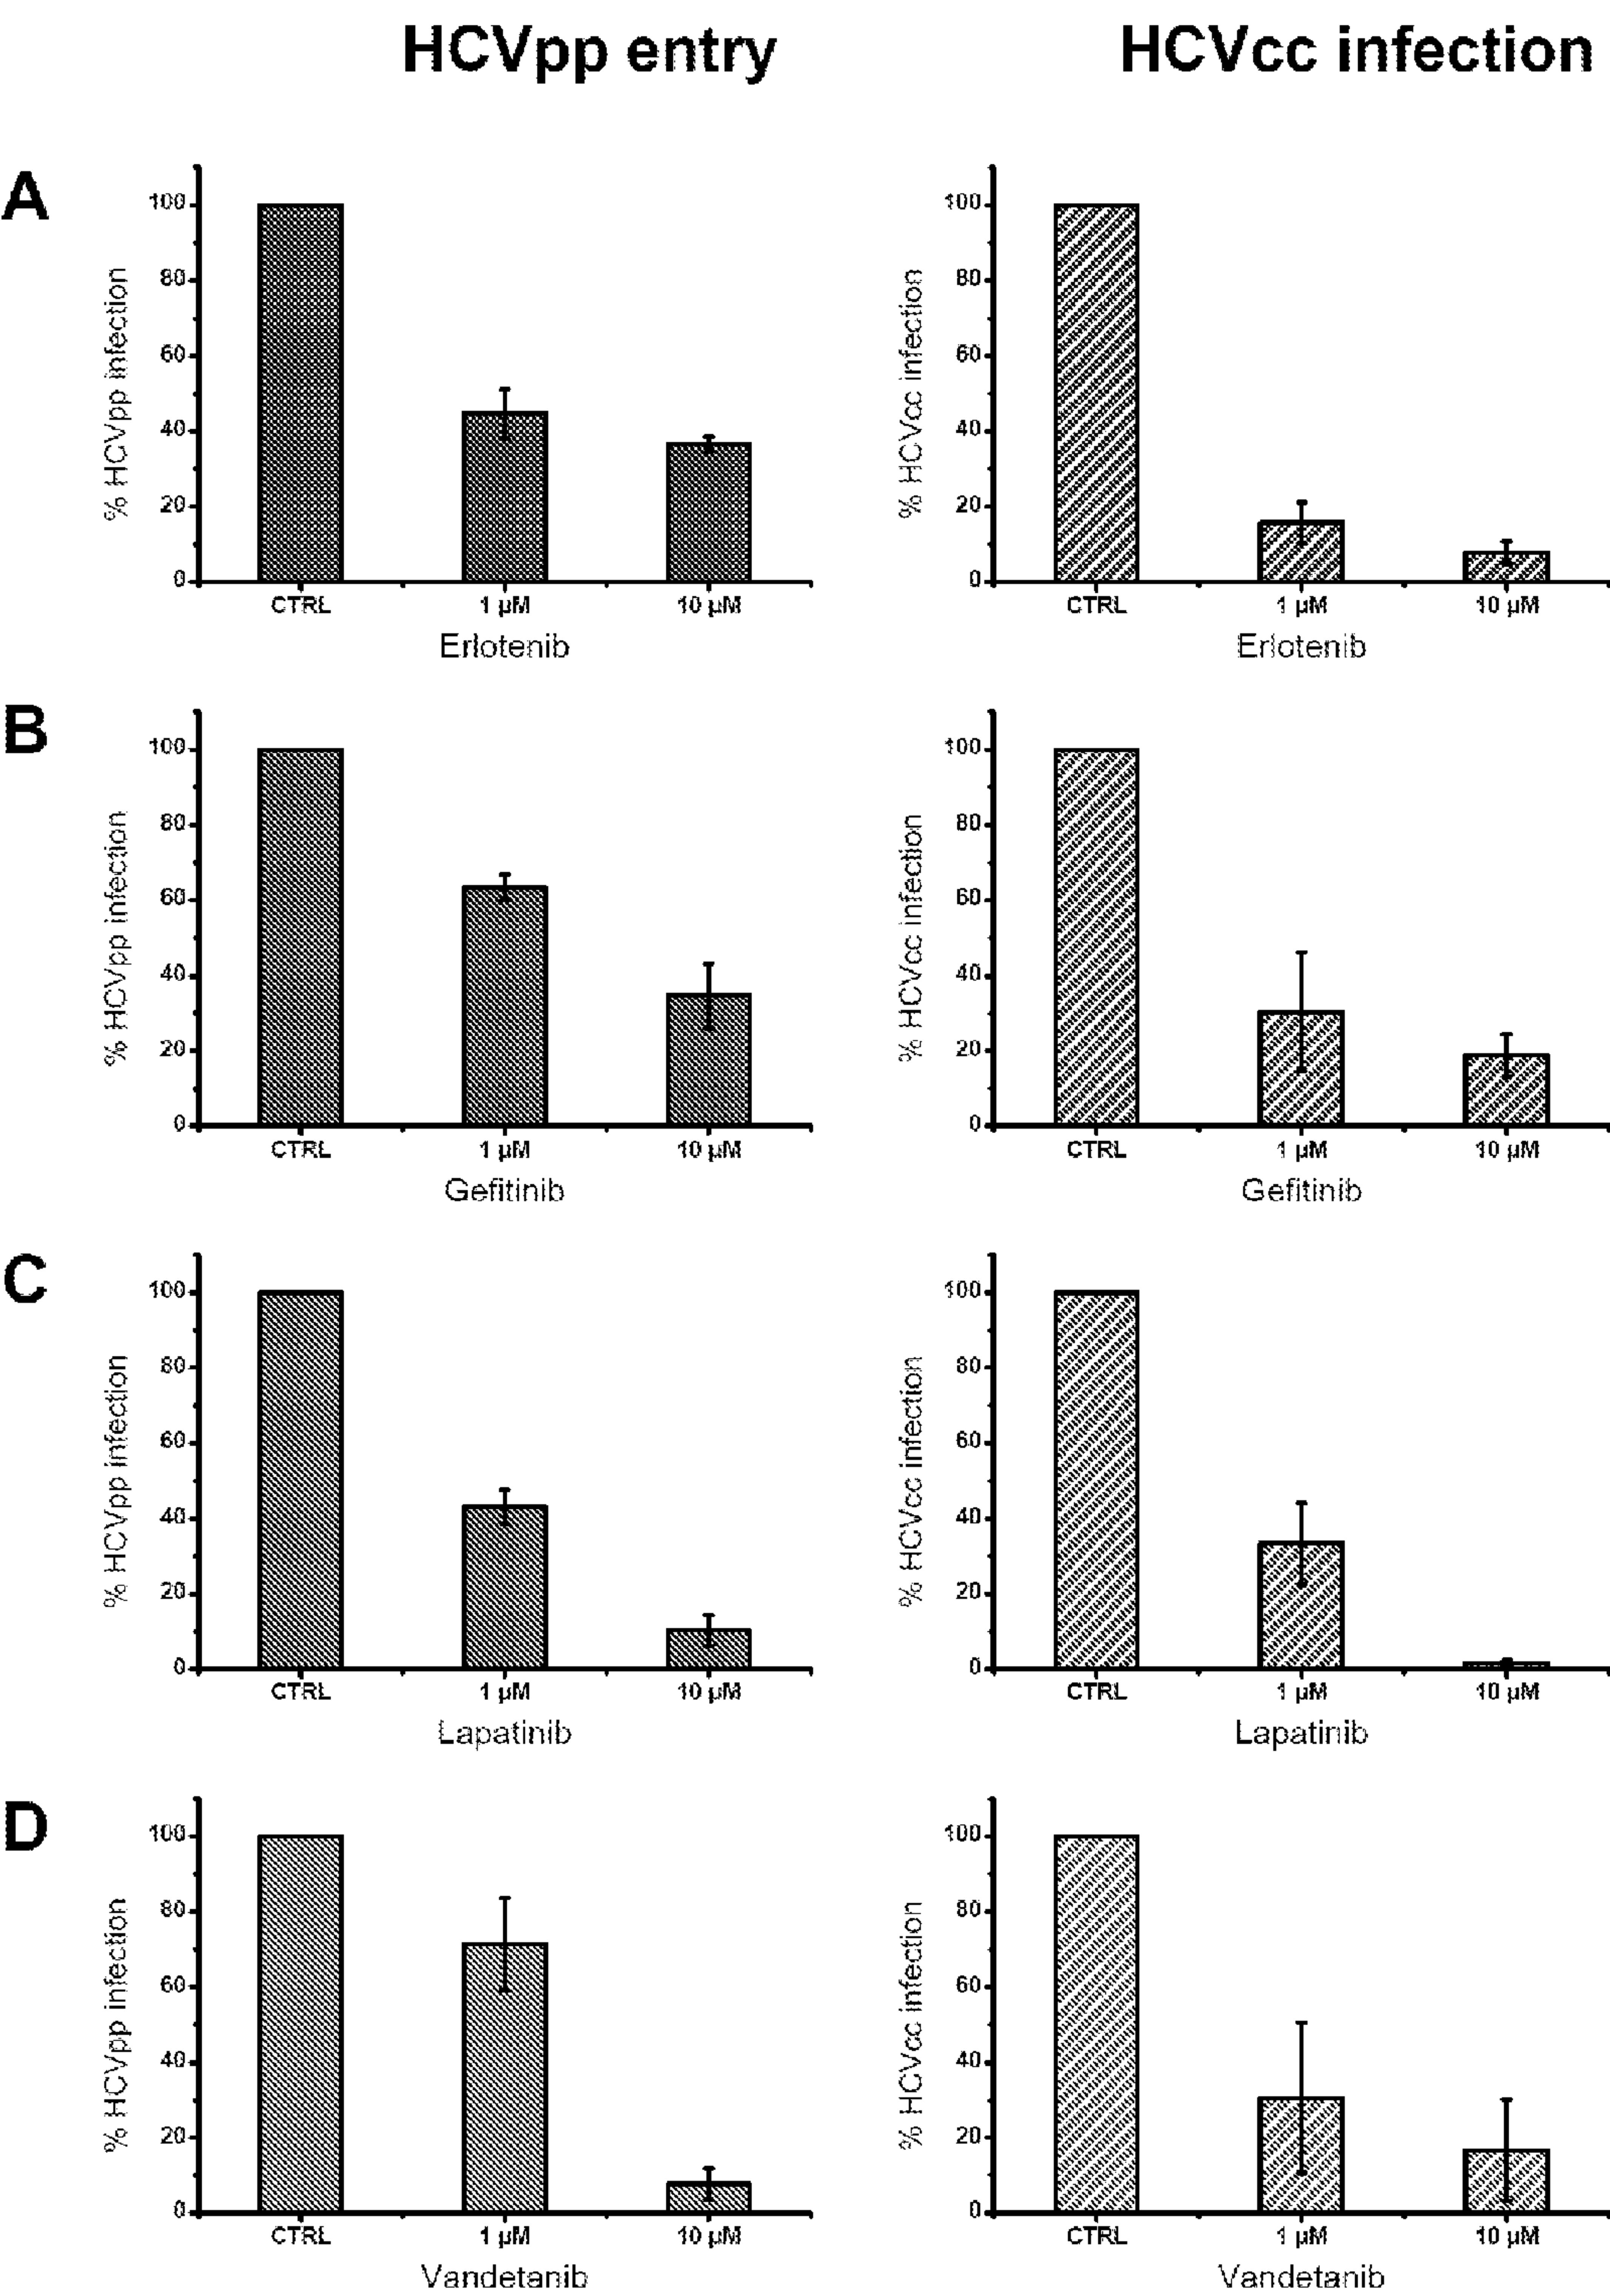 HCVpp entry
HCVcc infection
A
% HCVpp infection
100
80
60
40
20
0
CTRL 1 µM 10 µM
Erlotenib
% HCVcc infection
100
80
60
40
20
0
CTRL 1 µM 10 µM
Erlotenib
B
% HCVpp infection
100
80
60
40
20
0
CTRL 1 µM 10 µM
Gefitinib
% HCVcc infection
100
80
60
40
20
0
CTRL 1 µM 10 µM
Gefitinib
C
% HCVpp infection
100
80
60
40
20
0
CTRL 1 µM 10 µM
Lapatinib
% HCVcc infection
100
80
60
40
20
0
CTRL 1 µM 10 µM
Lapatinib
D
% HCVpp infection
100
80
60
40
20
0
CTRL 1 µM 10 µM
Vandetanib
% HCVcc infection
100
80
60
40
20
0
CTRL 1 µM 10 µM
Vandetanib